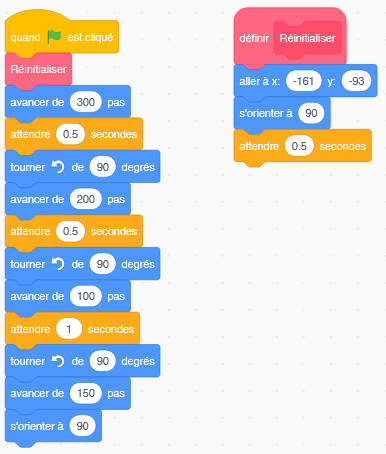 quand est cliqué
Réinitialiser
avancer de 300 pas
attendre 0.5 secondes
tourner de 90 degrés
avancer de 200 pas
attendre 0.5 secondes
tourner de 90 degrés
avancer de 100 pas
attendre 1 secondes
tourner de 90 degrés
avancer de 150 pas
s'orienter à 90
définir Réinitialiser
aller à x: -161 y: -93
s'orienter à 90
attendre 0.5 secondes